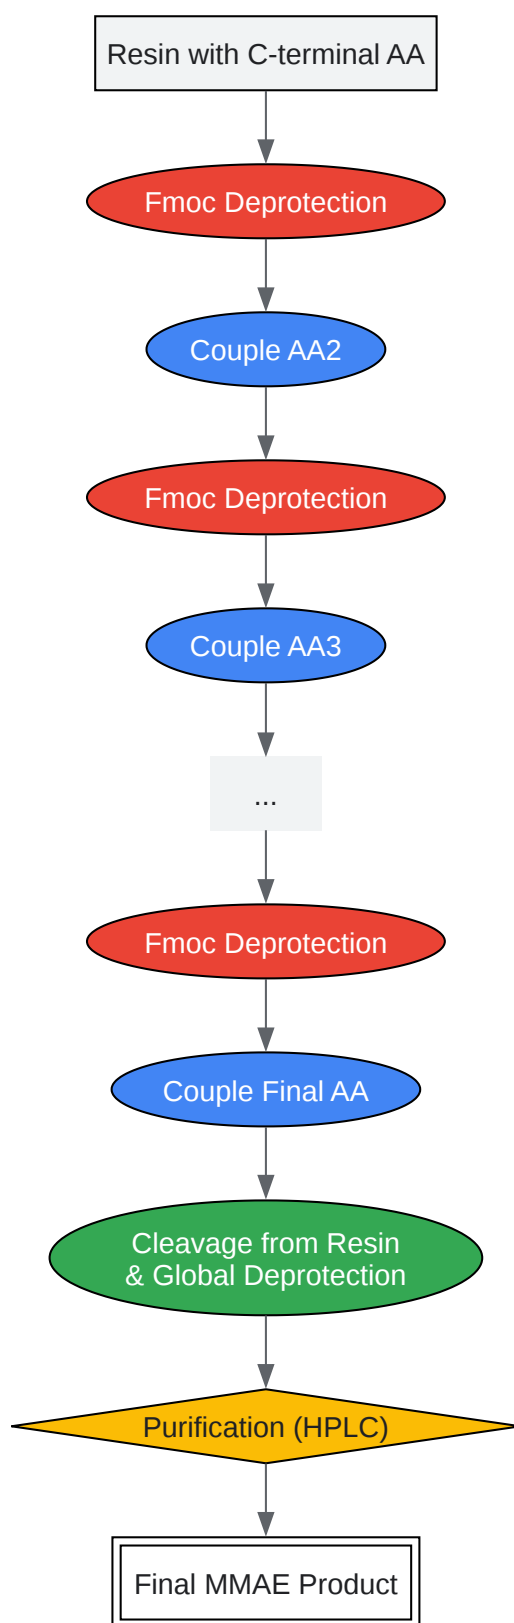 Resin with C-terminal AA
Fmoc Deprotection
Couple AA2
Fmoc Deprotection
Couple AA3
...
Fmoc Deprotection
Couple Final AA
Cleavage from Resin
& Global Deprotection
Purification (HPLC)
Final MMAE Product